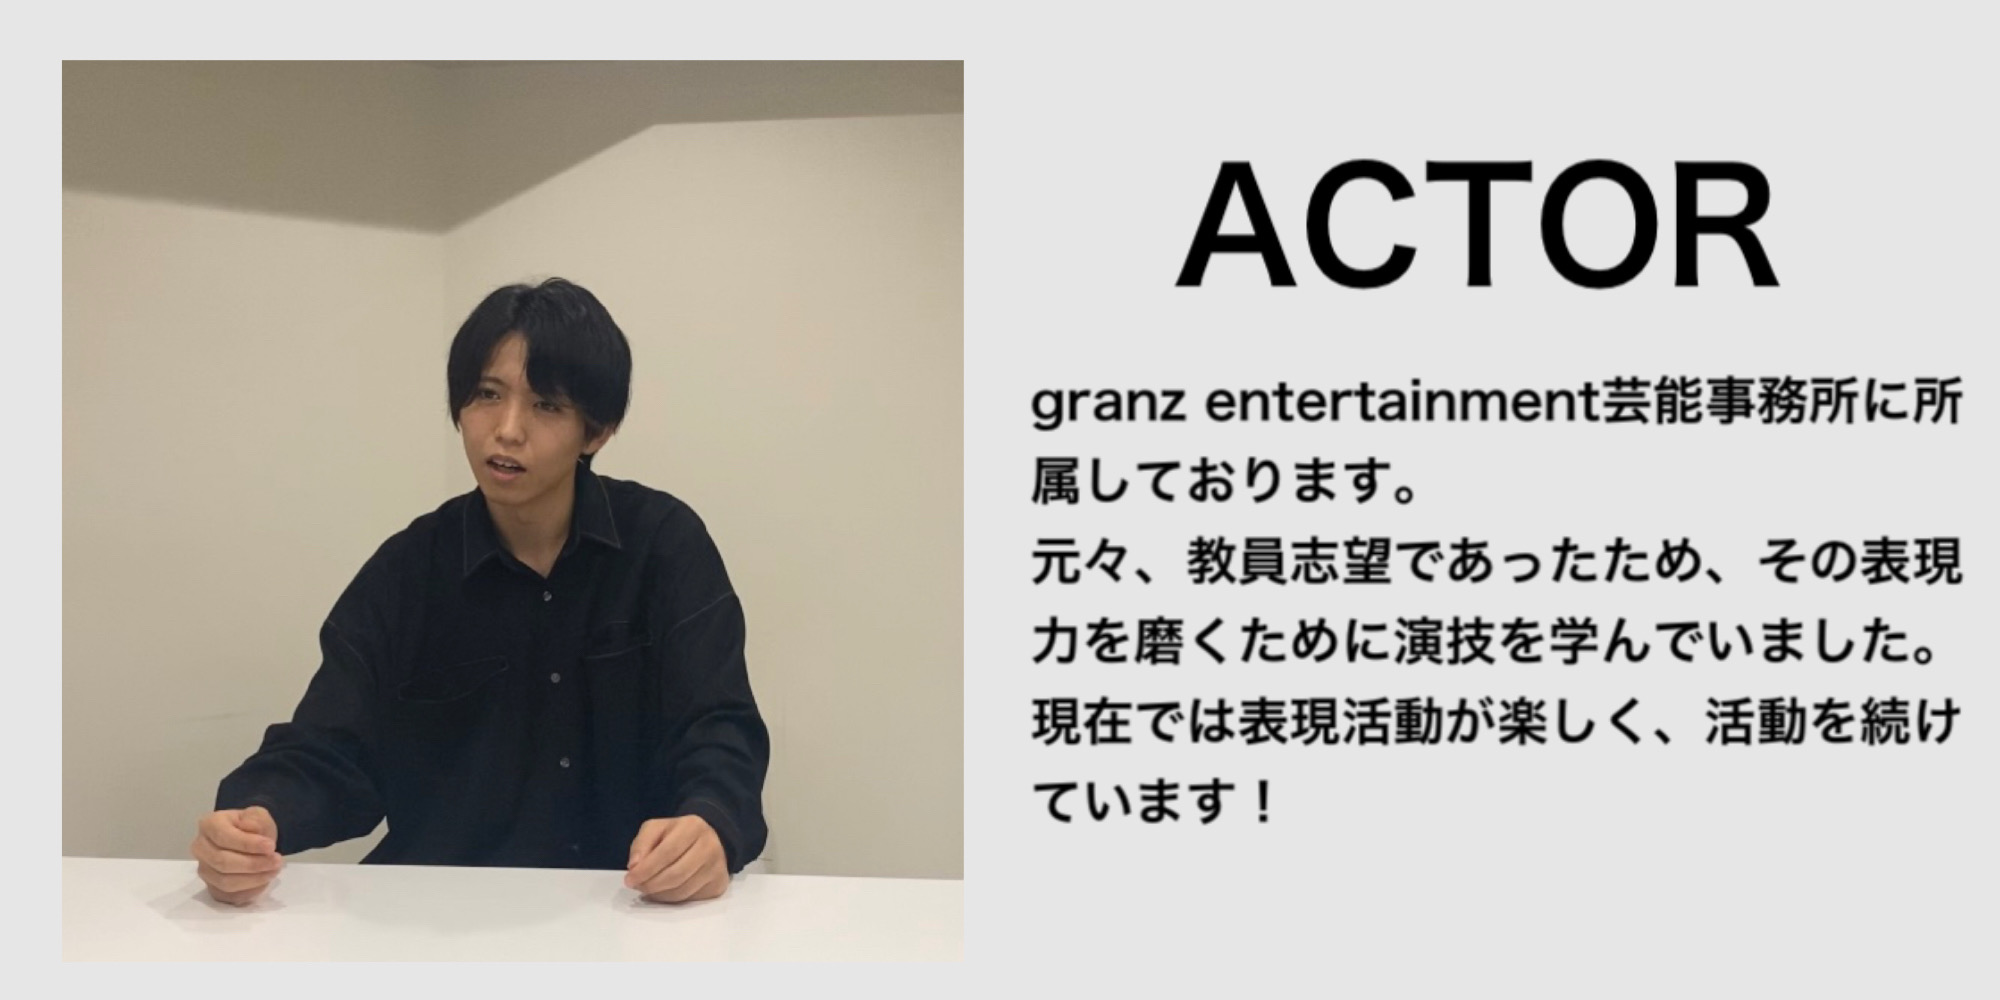 ACTOR
granz entertainment芸能事務所に所
属しております。
元々、教員志望であったため、その表現
力を磨くために演技を学んでいました。
現在では表現活動が楽しく、活動を続け
ています！